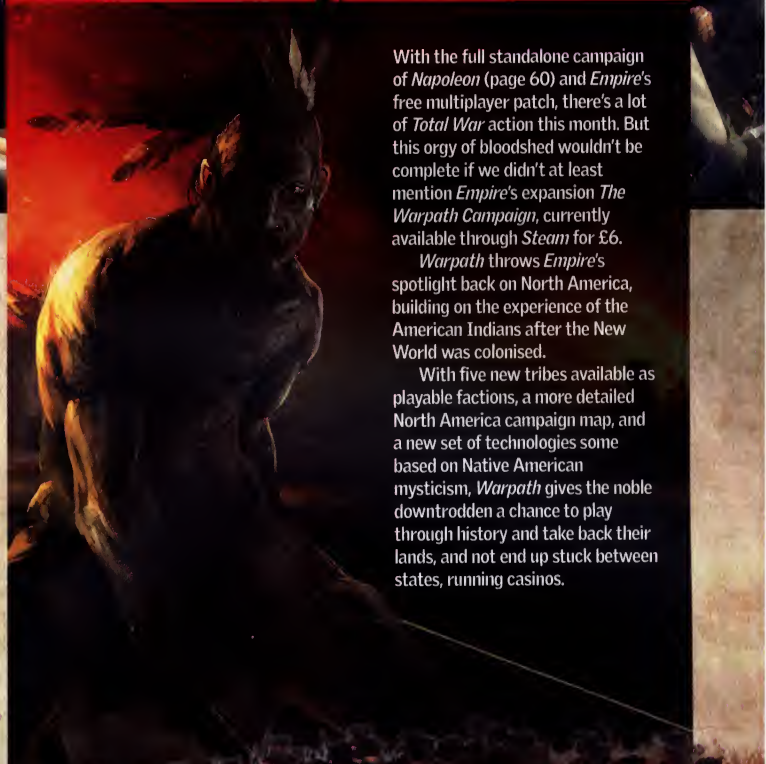 With the full standalone campaign
of Napoleon (page 60) and Empire's
free multiplayer patch, there's a lot
of Total War action this month. But
this orgy of bloodshed wouldn't be
complete if we didn't at least
mention Empire's expansion The
Warpath Campaign, currently
available through Steam for £6.
Warpath throws Empire's
spotlight back on North America,
building on the experience of the
American Indians after the New
World was colonised.
With five new tribes available as
playable factions, a more detailed
North America campaign map, and
a new set of technologies some
based on Native American
mysticism, Warpath gives the noble
downtrodden a chance to play
through history and take back their
lands, and not end up stuck between
states, running casinos.